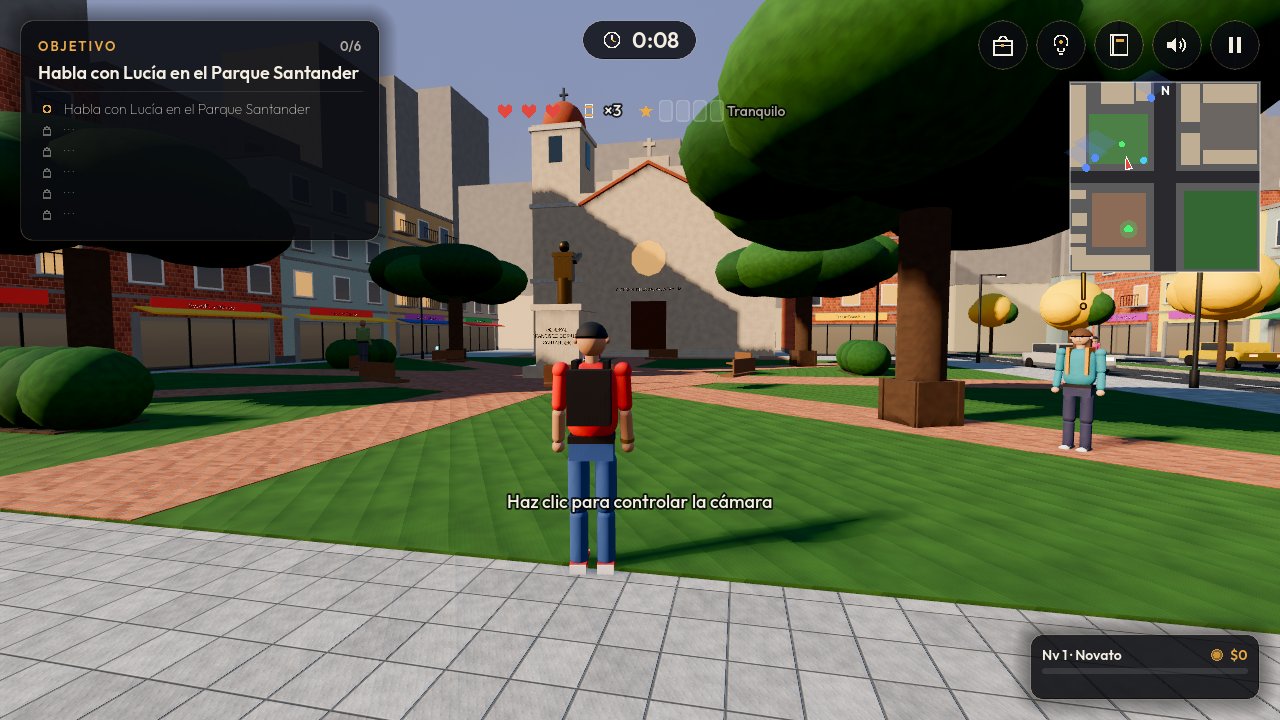 OBJETIVO 0/6
Habla con Lucía en el Parque Santander
Habla con Lucía en el Parque Santander
...
...
...
...
...
0:08
×3
Tranquilo
N
Haz clic para controlar la cámara
Nv 1 · Novato $0